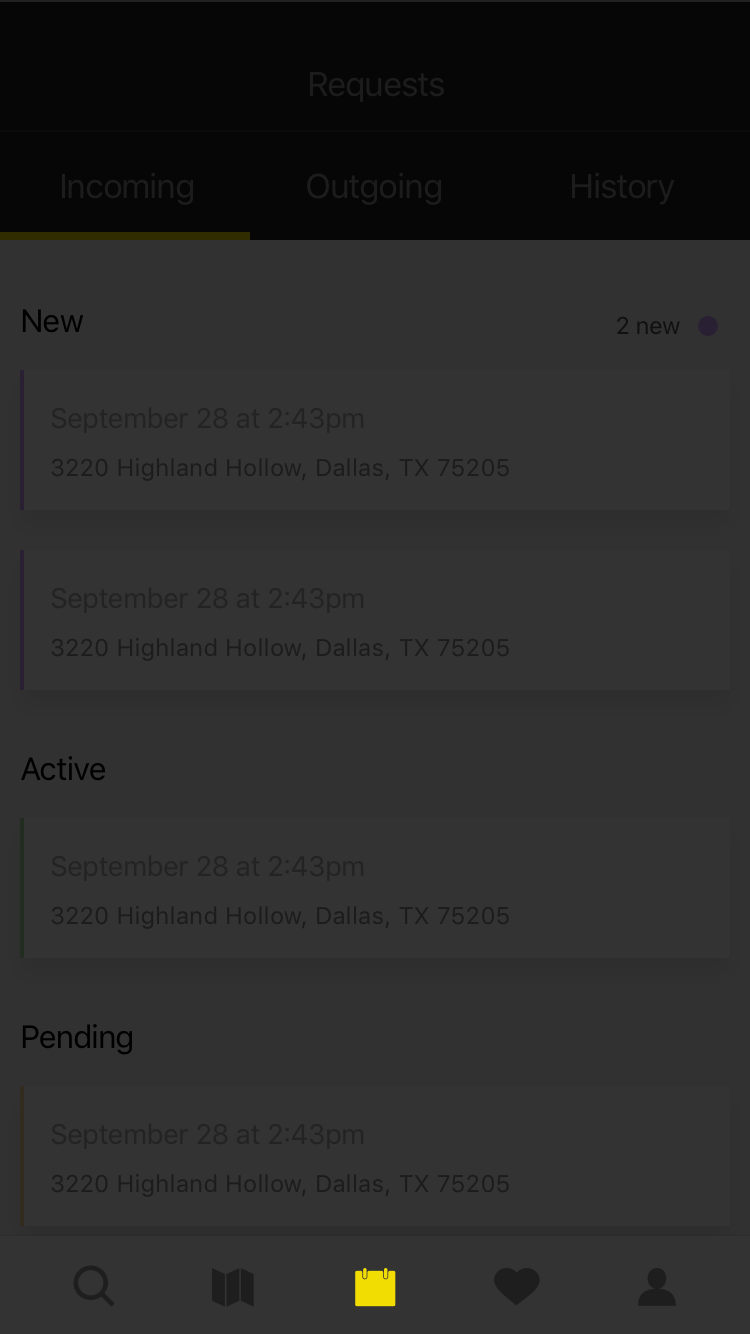 Requests
Incoming Outgoing History
New 2 new
September 28 at 2:43pm
3220 Highland Hollow, Dallas, TX 75205
September 28 at 2:43pm
3220 Highland Hollow, Dallas, TX 75205
Active
September 28 at 2:43pm
3220 Highland Hollow, Dallas, TX 75205
Pending
September 28 at 2:43pm
3220 Highland Hollow, Dallas, TX 75205